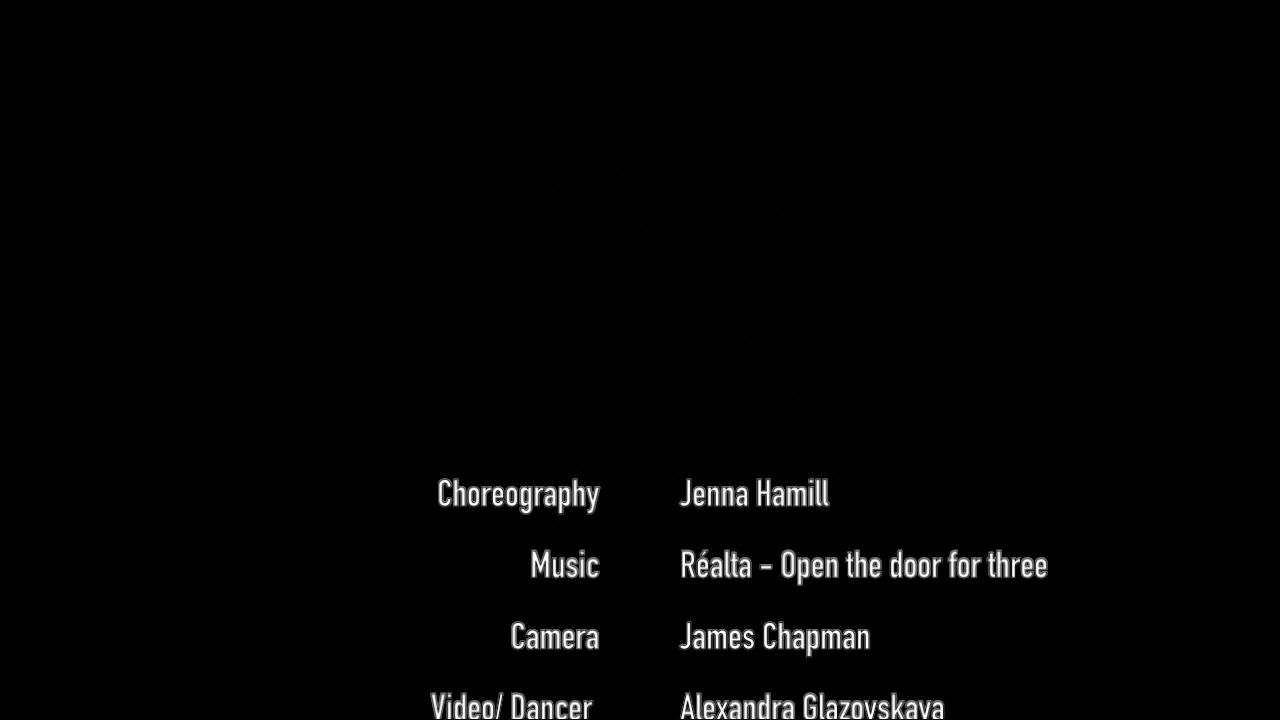 Choreography Jenna Hamill
Music Réalta - Open the door for three
Camera James Chapman
Video/ Dancer Alexandra Glazovskaya